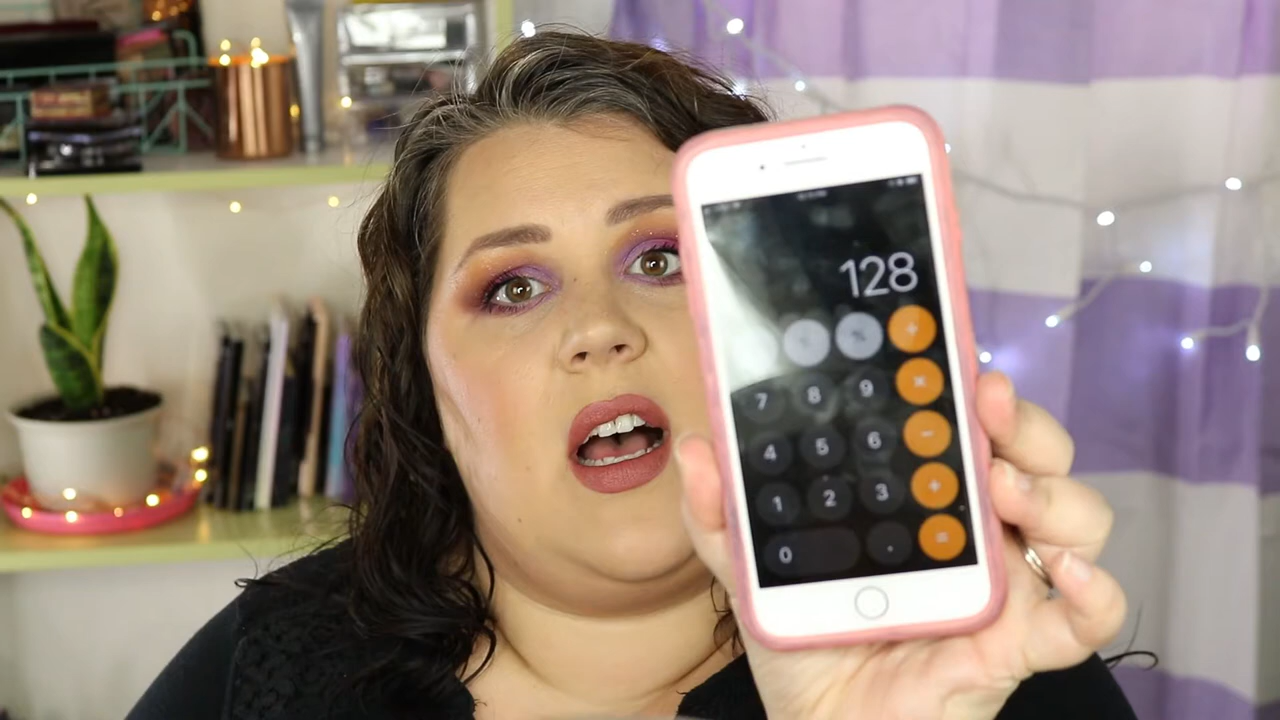 128
÷
7 8 9 ×
4 5 6 −
1 2 3 +
0 . =